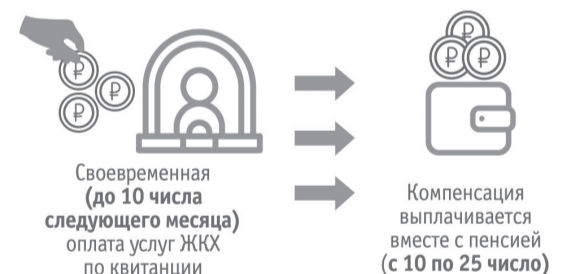 Своевременная
(до 10 числа
следующего месяца)
оплата услуг ЖКХ
по квитанции
Компенсация
выплачивается
вместе с пенсией
(с 10 по 25 число)